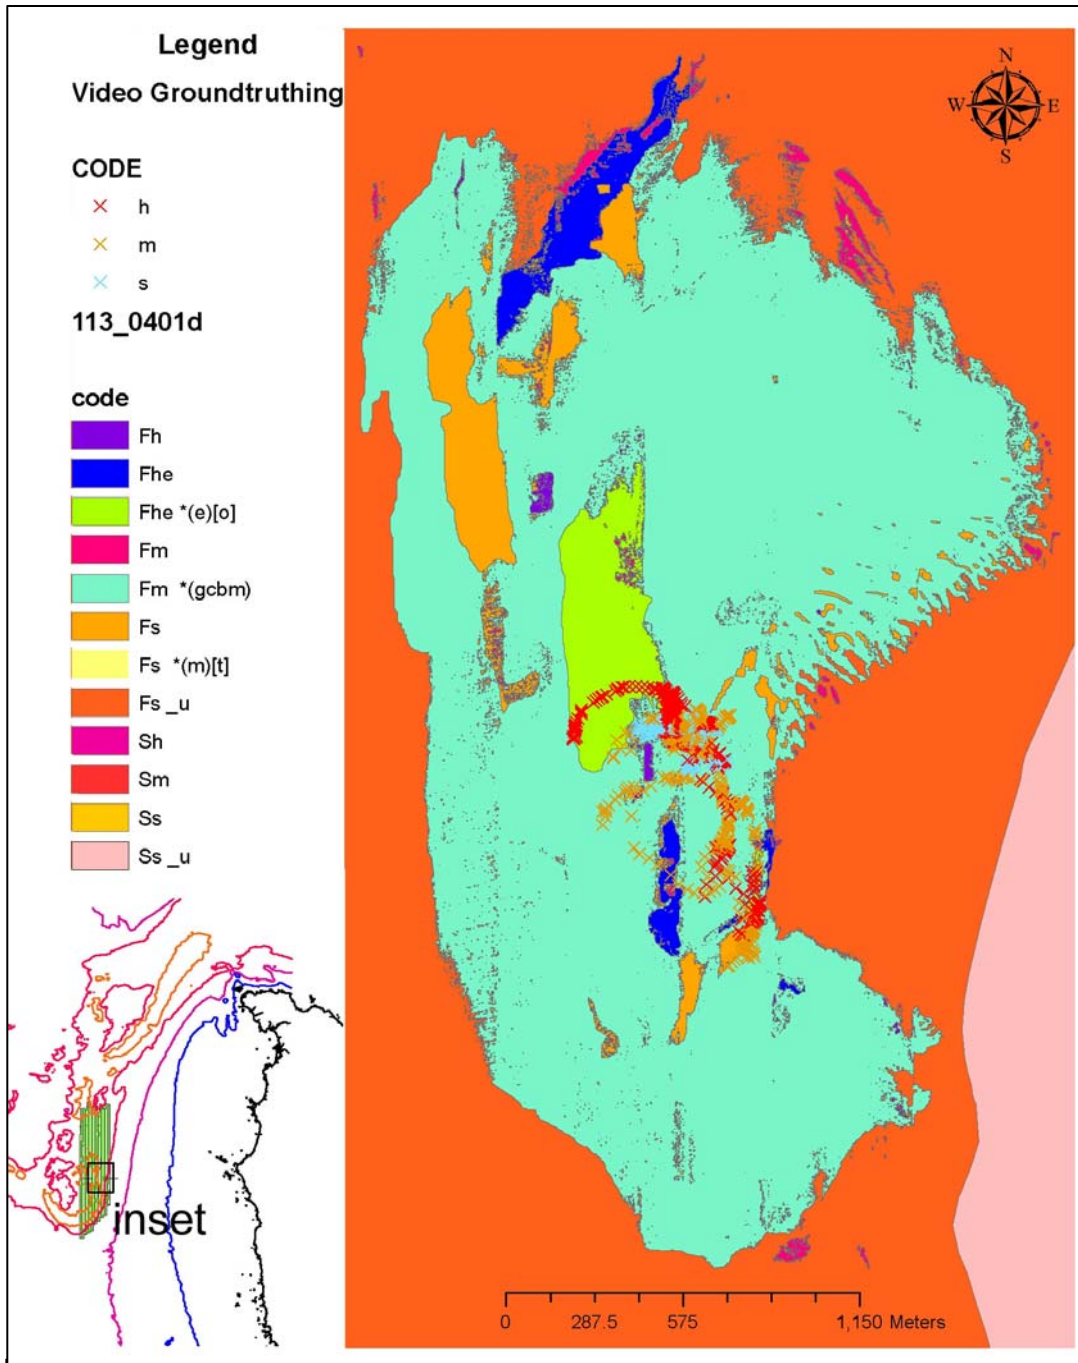 Legend
Video Groundtruthing
CODE
h
m
s
113_0401d
code
Fh
Fhe
Fhe *(e)[o]
Fm
Fm *(gcbm)
Fs
Fs *(m)[t]
Fs _u
Sh
Sm
Ss
Ss _u
inset
N
W E
S
0 287.5 575 1,150 Meters